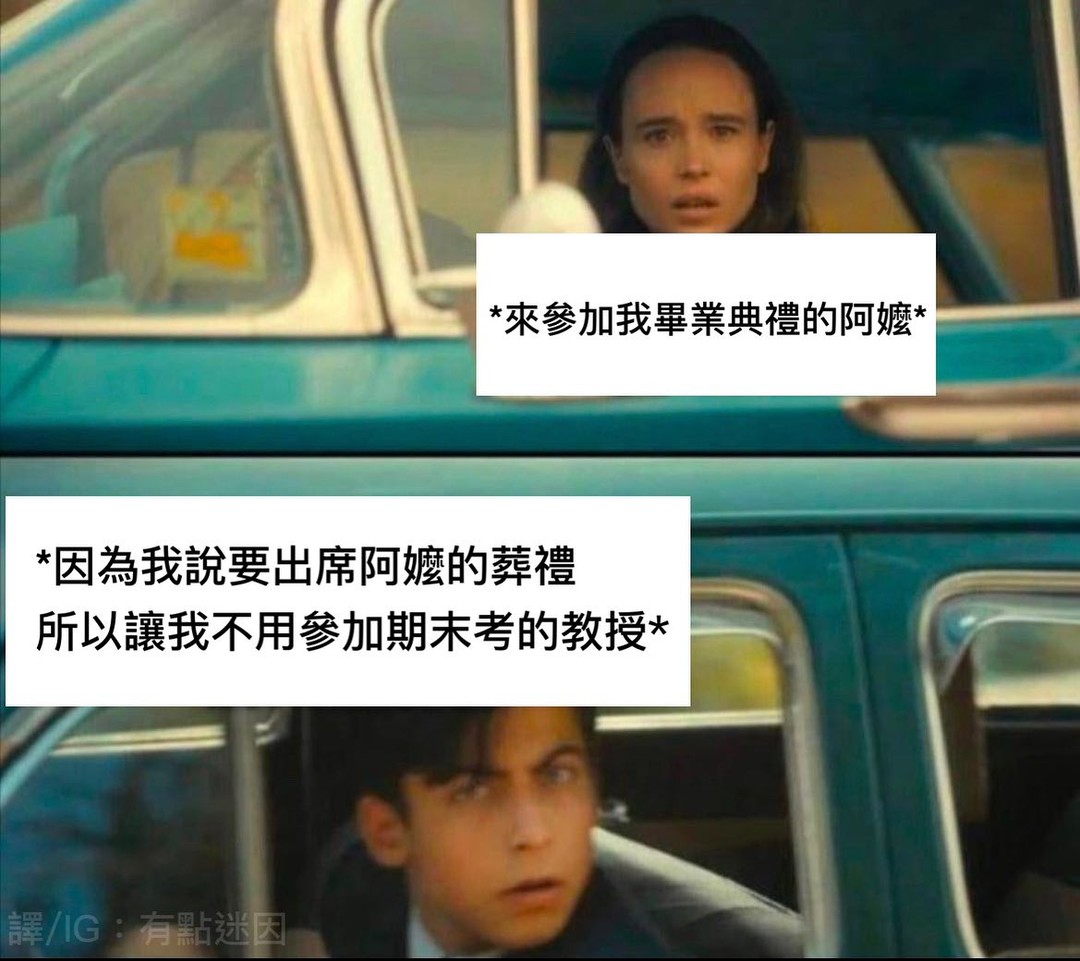 *來參加我畢業典禮的阿嬤*
*因為我說要出席阿嬤的葬禮
所以讓我不用參加期末考的教授*
譯/IG：有點迷因